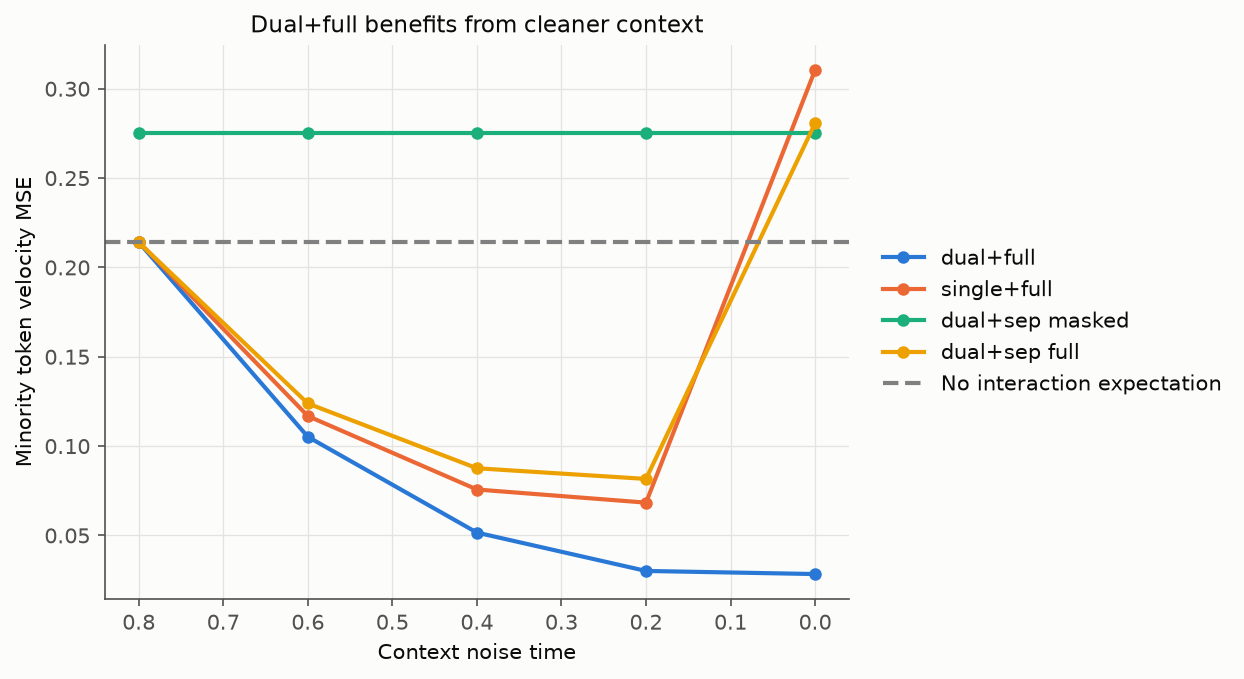 Dual+full benefits from cleaner context
Minority token velocity MSE
0.30
0.25
0.20
0.15
0.10
0.05
0.8 0.7 0.6 0.5 0.4 0.3 0.2 0.1 0.0
Context noise time
dual+full
single+full
dual+sep masked
dual+sep full
No interaction expectation